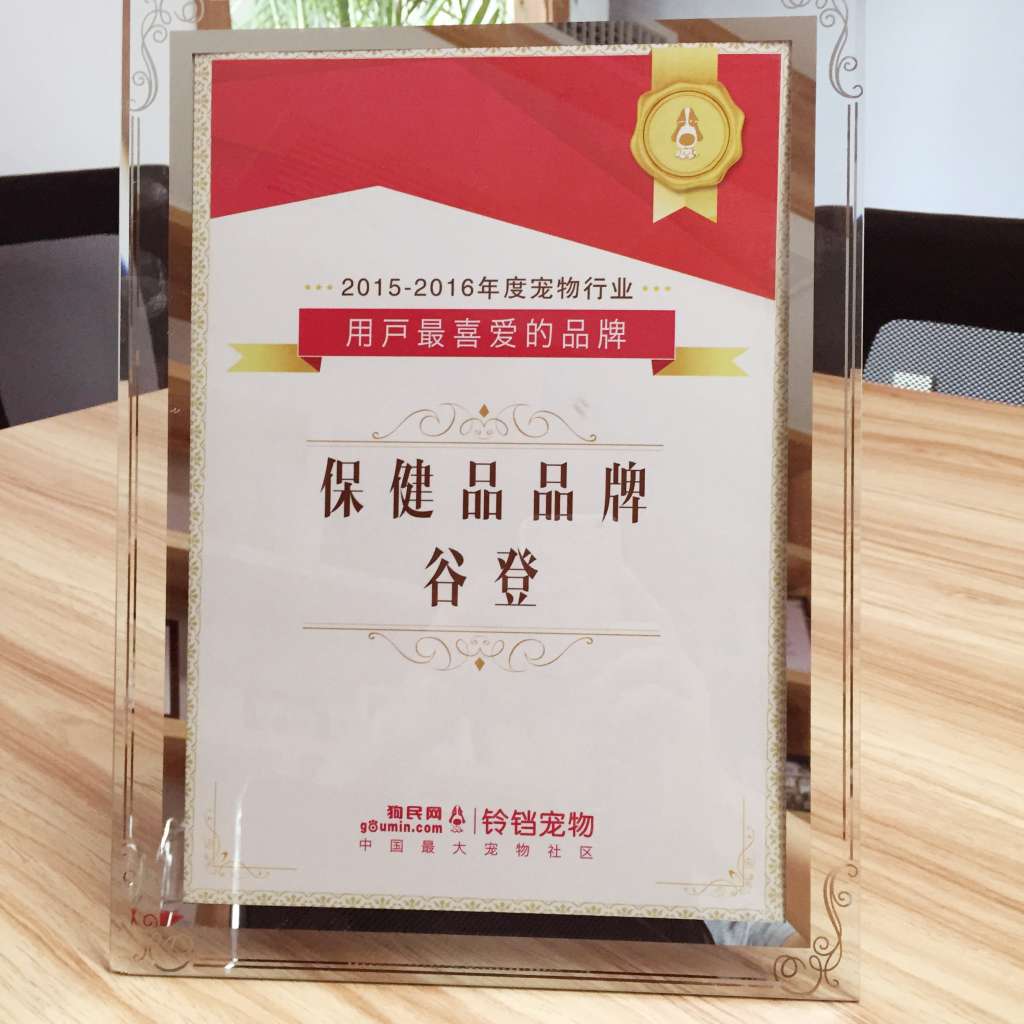 2015-2016年度宠物行业
用户最喜爱的品牌
保健品品牌
谷登
狗民网
goumin.com
铃铛宠物
中国最大宠物社区